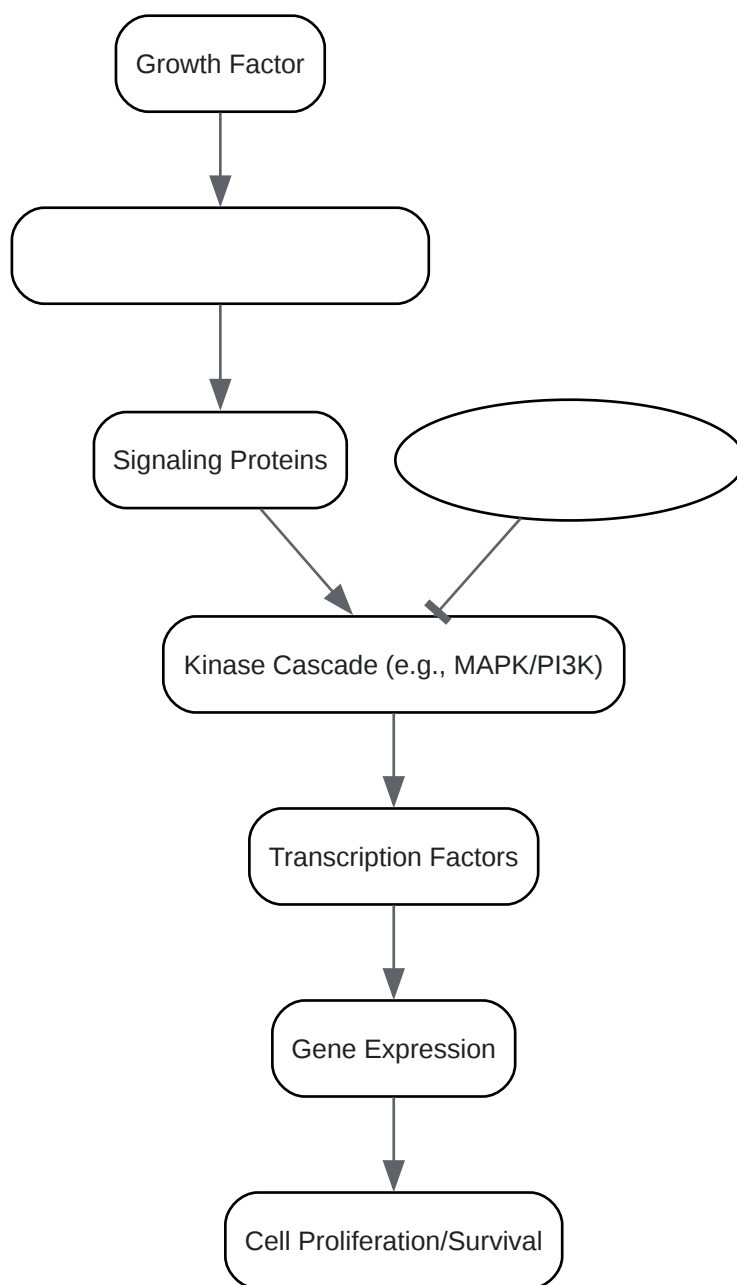 Growth Factor
Signaling Proteins
Kinase Cascade (e.g., MAPK/PI3K)
Transcription Factors
Gene Expression
Cell Proliferation/Survival